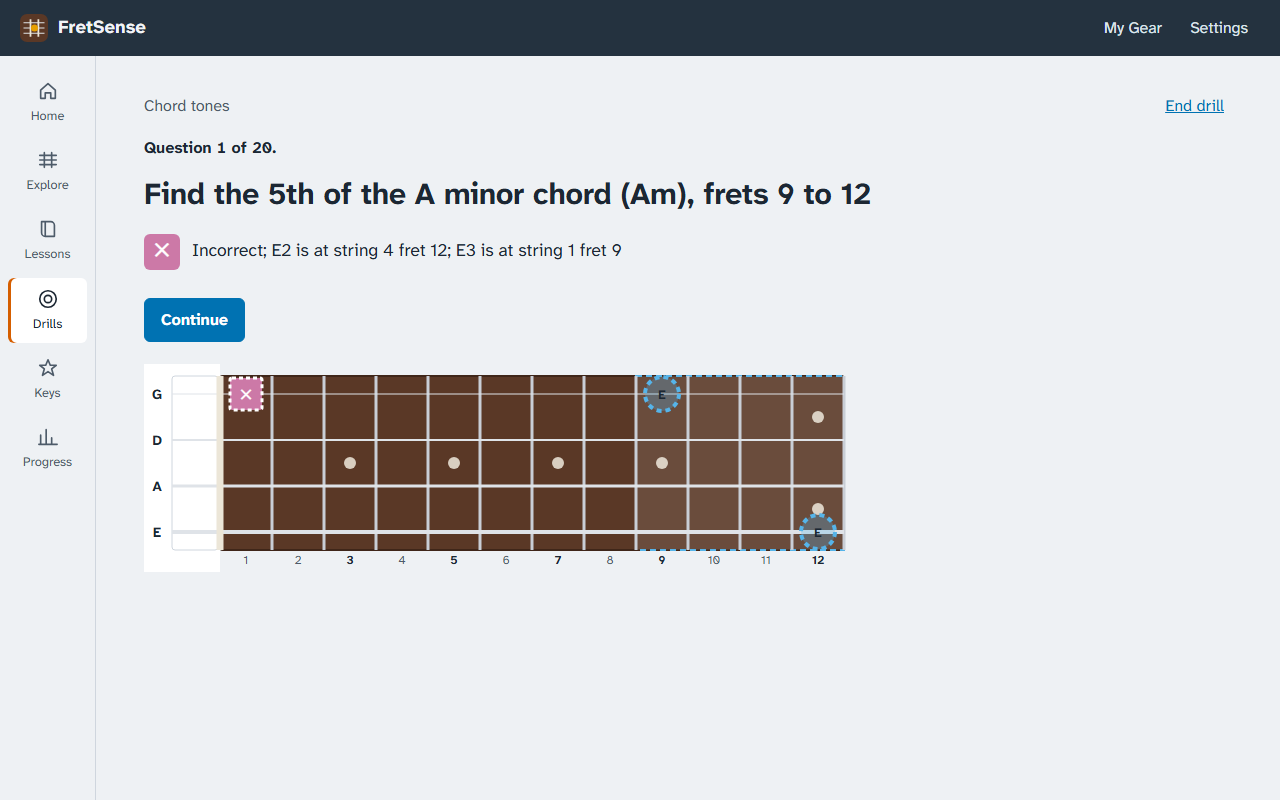 FretSense
My Gear
Settings
Home
Explore
Lessons
Drills
Keys
Progress
Chord tones
End drill
Question 1 of 20.
Find the 5th of the A minor chord (Am), frets 9 to 12
Incorrect; E2 is at string 4 fret 12; E3 is at string 1 fret 9
Continue
G
E
D
A
E
E
1 2 3 4 5 6 7 8 9 10 11 12